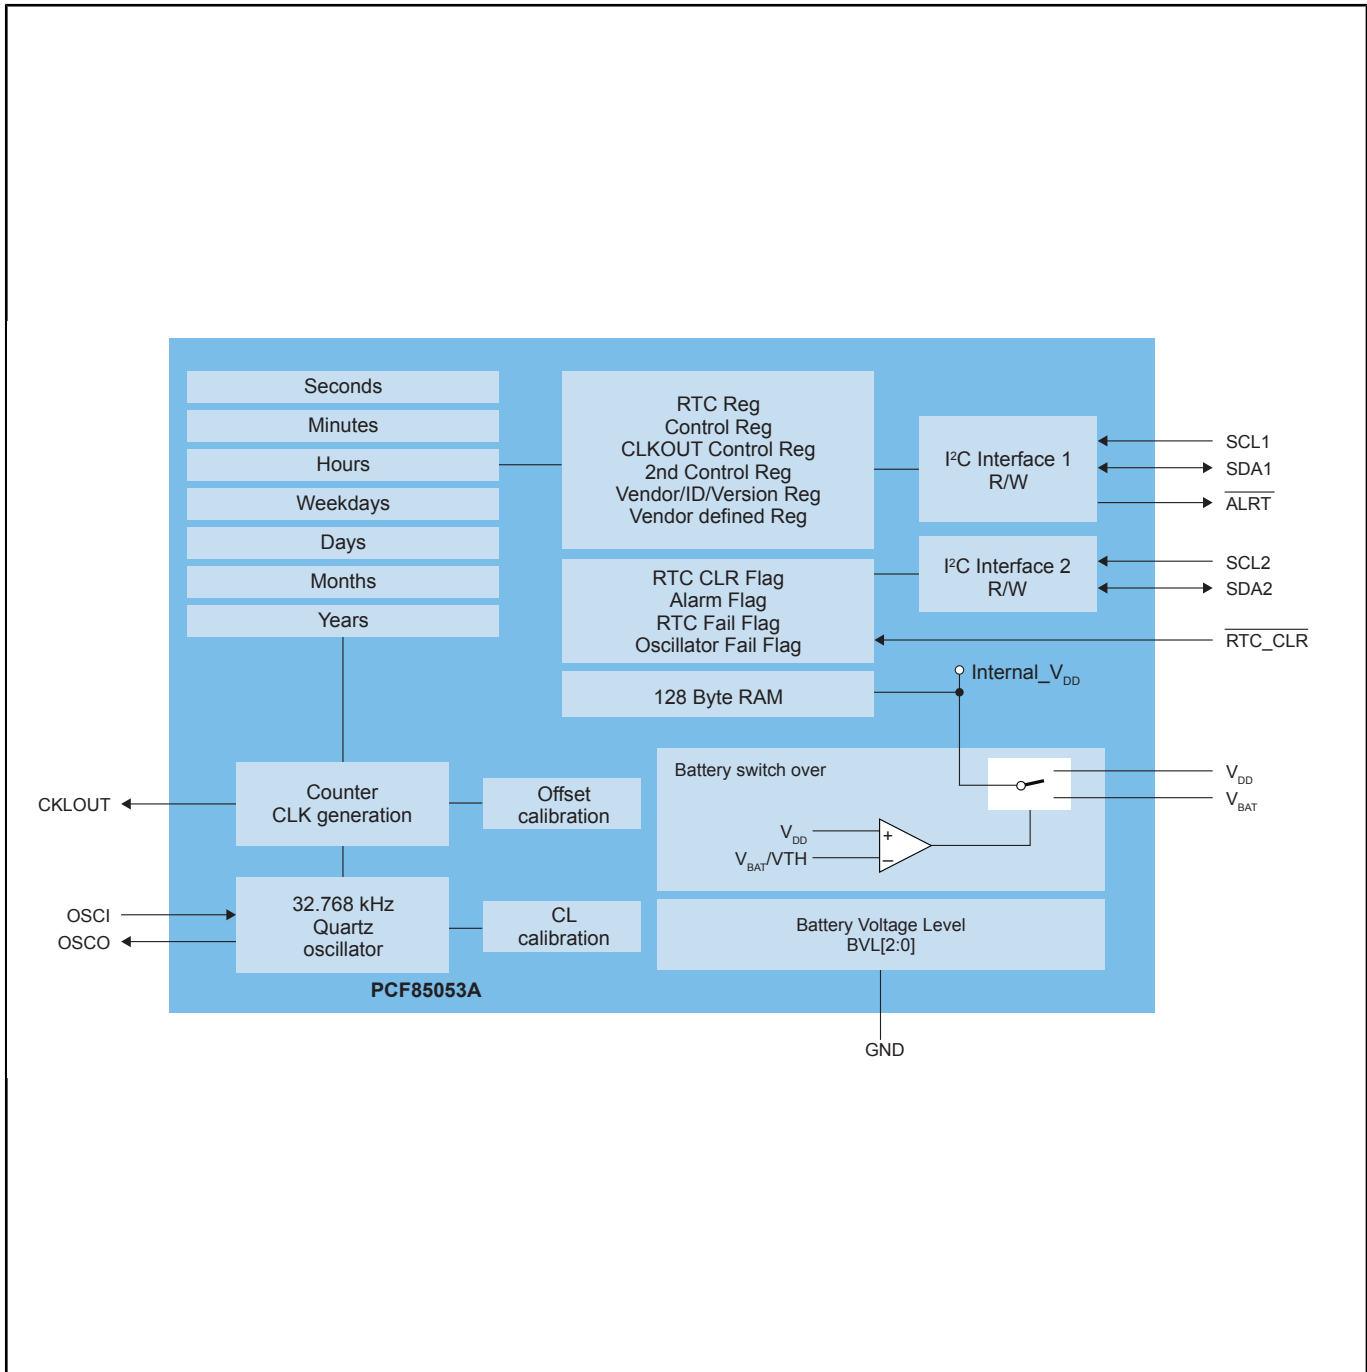 Seconds
Minutes
Hours
Weekdays
Days
Months
Years
RTC Reg
Control Reg
CLKOUT Control Reg
2nd Control Reg
Vendor/ID/Version Reg
Vendor defined Reg
I²C Interface 1
R/W
SCL1
SDA1
ALRT
RTC CLR Flag
Alarm Flag
RTC Fail Flag
Oscillator Fail Flag
I²C Interface 2
R/W
SCL2
SDA2
RTC_CLR
128 Byte RAM
Internal_VDD
Counter
CLK generation
CKLOUT
Offset
calibration
Battery switch over
VDD
VBAT/VTH
+
–
VDD
VBAT
32.768 kHz
Quartz
oscillator
OSCI
OSCO
CL
calibration
Battery Voltage Level
BVL[2:0]
PCF85053A
GND